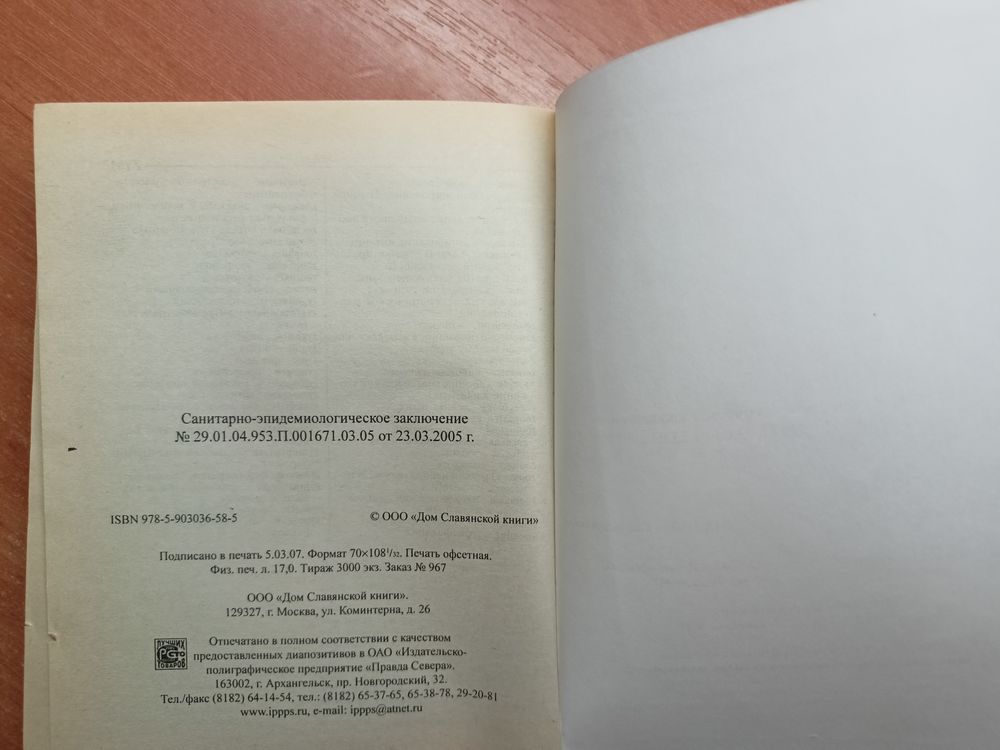 Санитарно-эпидемиологическое заключение
№ 29.01.04.953.П.001671.03.05 от 23.03.2005 г.
ISBN 978-5-903036-58-5
© ООО «Дом Славянской книги»
Подписано в печать 5.03.07. Формат 70×108¹/₃₂. Печать офсетная.
Физ. печ. л. 17,0. Тираж 3000 экз. Заказ № 967
ООО «Дом Славянской книги».
129327, г. Москва, ул. Коминтерна, д. 26
ЛУЧШИХ
СТО
ТОВАРОВ
Отпечатано в полном соответствии с качеством
предоставленных диапозитивов в ОАО «Издательско-
полиграфическое предприятие «Правда Севера».
163002, г. Архангельск, пр. Новгородский, 32.
Тел./факс (8182) 64-14-54, тел.: (8182) 65-37-65, 65-38-78, 29-20-81
www.ippps.ru, e-mail: ippps@atnet.ru